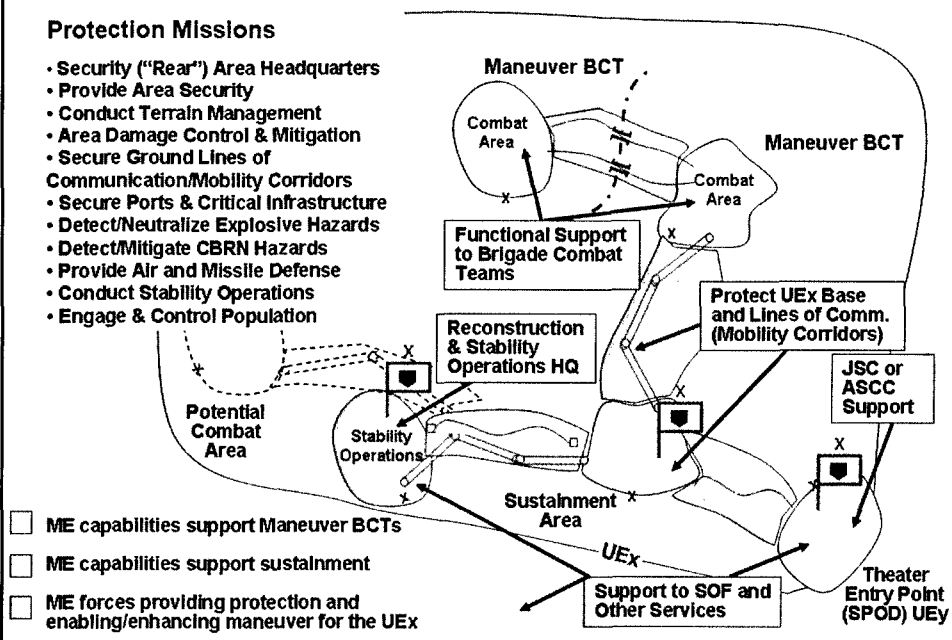 Protection Missions
• Security ("Rear") Area Headquarters
• Provide Area Security
• Conduct Terrain Management
• Area Damage Control & Mitigation
• Secure Ground Lines of
Communication/Mobility Corridors
• Secure Ports & Critical Infrastructure
• Detect/Neutralize Explosive Hazards
• Detect/Mitigate CBRN Hazards
• Provide Air and Missile Defense
• Conduct Stability Operations
• Engage & Control Population
Maneuver BCT
Combat
Area
x
Maneuver BCT
Combat
Area
x
Functional Support
to Brigade Combat
Teams
Protect UEx Base
and Lines of Comm.
(Mobility Corridors)
Reconstruction
& Stability
Operations HQ
JSC or
ASCC
Support
x
Potential
Combat
Area
x
Stability
Operations
x
x
Sustainment
Area
x
x
x
UEx
Support to SOF and
Other Services
Theater
Entry Point
(SPOD) UEy
ME capabilities support Maneuver BCTs
ME capabilities support sustainment
ME forces providing protection and
enabling/enhancing maneuver for the UEx